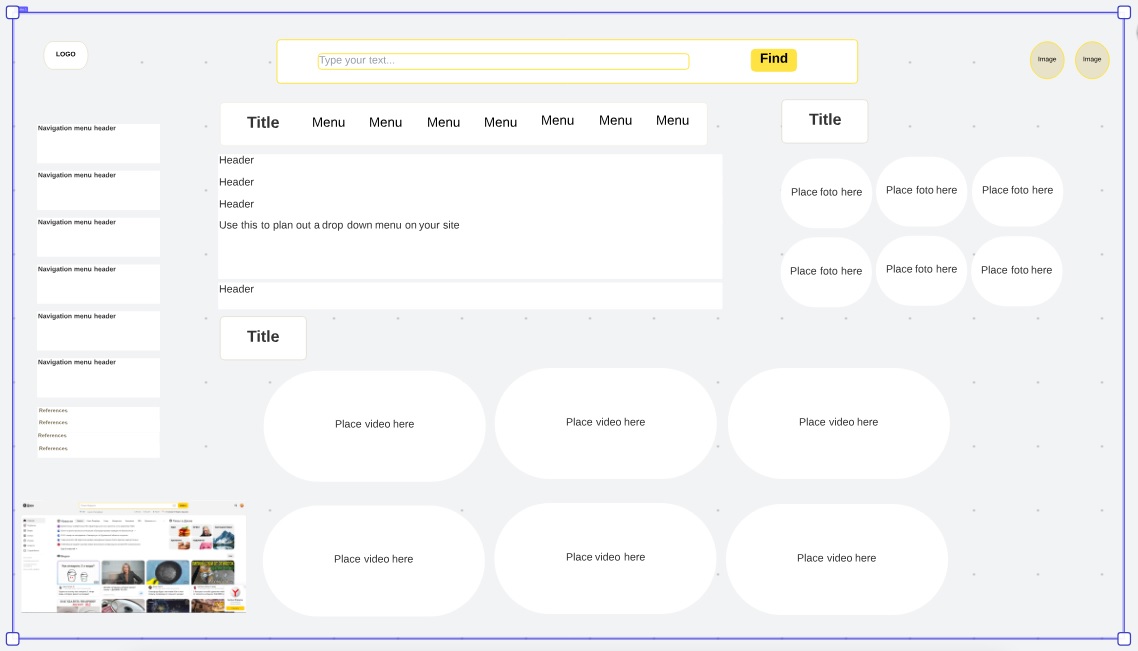 LOGO
Type your text...
Find
Image
Image
Title
Menu
Menu
Menu
Menu
Menu
Menu
Menu
Title
Navigation menu header
Navigation menu header
Navigation menu header
Navigation menu header
Navigation menu header
Navigation menu header
References
References
References
References
Header
Header
Header
Use this to plan out a drop down menu on your site
Header
Place foto here
Place foto here
Place foto here
Place foto here
Place foto here
Place foto here
Title
Place video here
Place video here
Place video here
Place video here
Place video here
Place video here